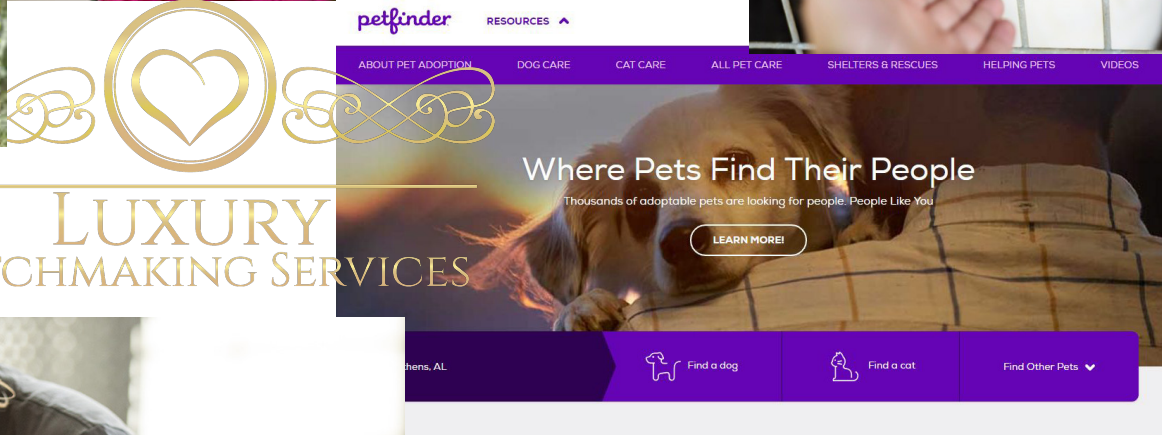 petfinder
RESOURCES
ABOUT PET ADOPTION DOG CARE CAT CARE ALL PET CARE SHELTERS & RESCUES HELPING PETS VIDEOS
LUXURY
TCHMAKING SERVICES
Where Pets Find Their People
Thousands of adoptable pets are looking for people. People Like You
LEARN MORE!
thens, AL
Find a dog
Find a cat
Find Other Pets